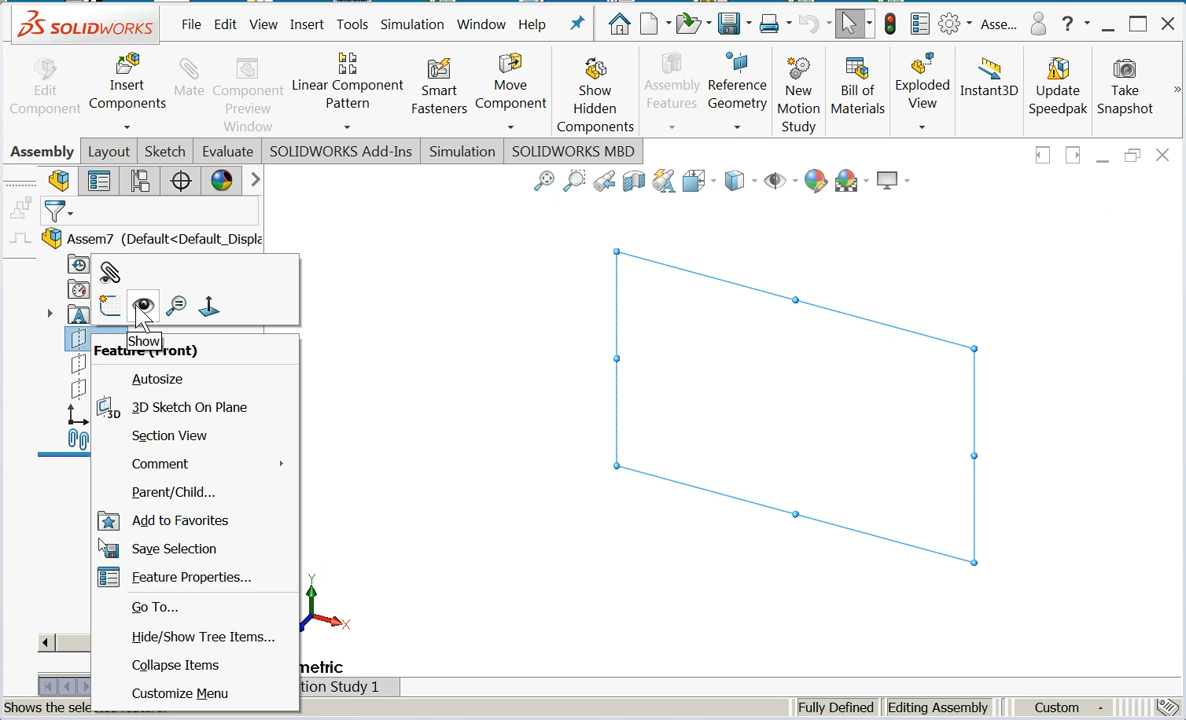 SOLIDWORKS File Edit View Insert Tools Simulation Window Help Asse... ?
Edit Component
Insert Components
Mate
Component Preview Window
Linear Component Pattern
Smart Fasteners
Move Component
Show Hidden Components
Assembly Features
Reference Geometry
New Motion Study
Bill of Materials
Exploded View
Instant3D
Update Speedpak
Take Snapshot
»
Assembly Layout Sketch Evaluate SOLIDWORKS Add-Ins Simulation SOLIDWORKS MBD
Assem7 (Default<Default_Displa
Show
Feature (Front)
Autosize
3D Sketch On Plane
Section View
Comment
Parent/Child...
Add to Favorites
Save Selection
Feature Properties...
Go To...
Hide/Show Tree Items...
Collapse Items
Customize Menu
Y
X
metric
tion Study 1
Shows the sele
Fully Defined Editing Assembly Custom